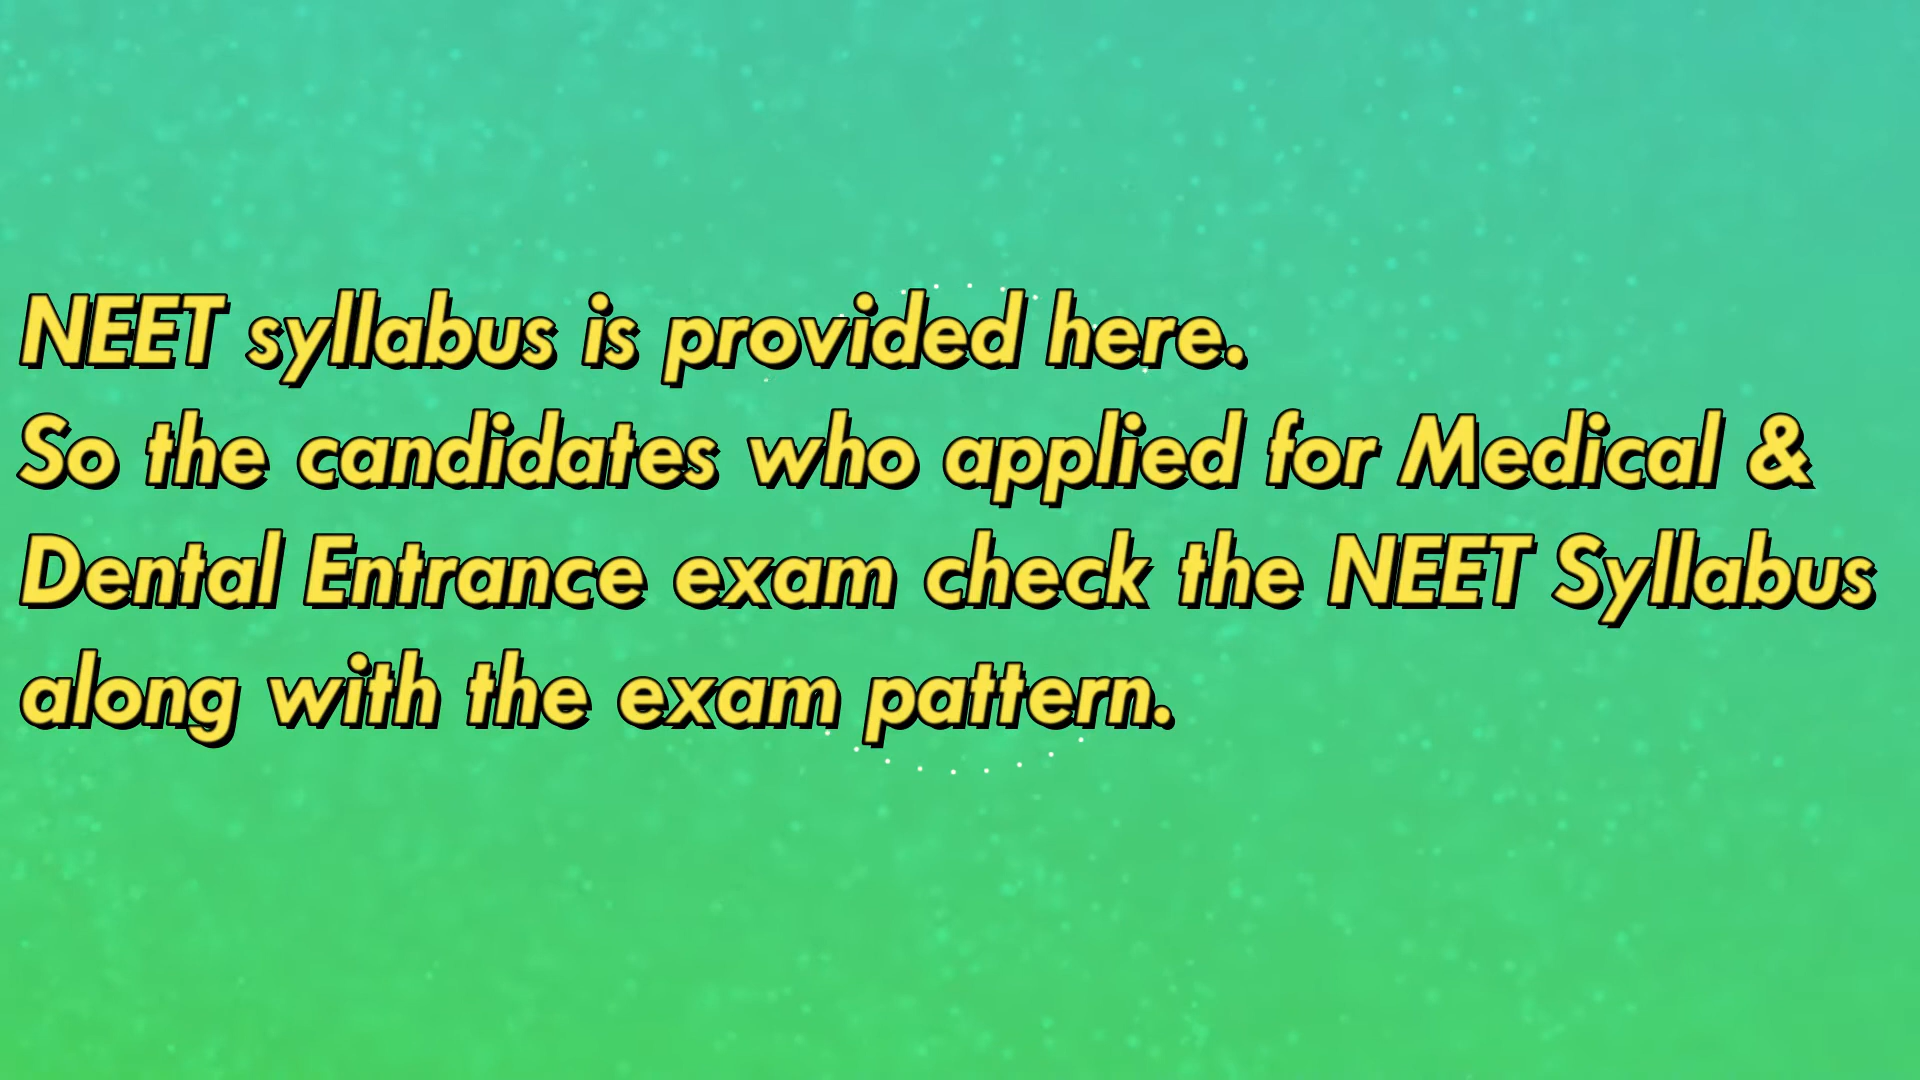 NEET syllabus is provided here.
So the candidates who applied for Medical &
Dental Entrance exam check the NEET Syllabus
along with the exam pattern.